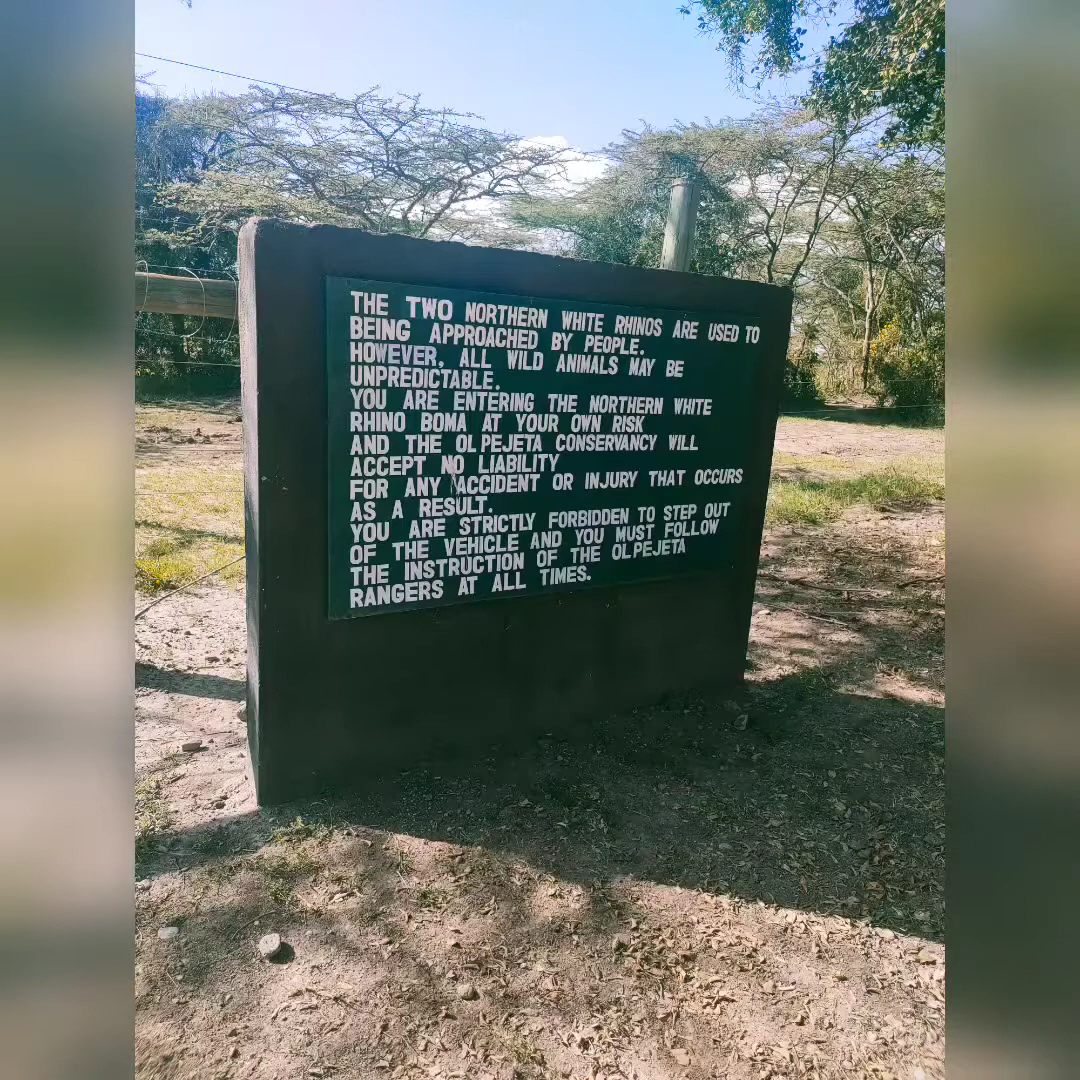 THE TWO NORTHERN WHITE RHINOS ARE USED TO
BEING APPROACHED BY PEOPLE.
HOWEVER, ALL WILD ANIMALS MAY BE
UNPREDICTABLE.
YOU ARE ENTERING THE NORTHERN WHITE
RHINO BOMA AT YOUR OWN RISK
AND THE OL PEJETA CONSERVANCY WILL
ACCEPT NO LIABILITY
FOR ANY ACCIDENT OR INJURY THAT OCCURS
AS A RESULT.
YOU ARE STRICTLY FORBIDDEN TO STEP OUT
OF THE VEHICLE AND YOU MUST FOLLOW
THE INSTRUCTION OF THE OL PEJETA
RANGERS AT ALL TIMES.